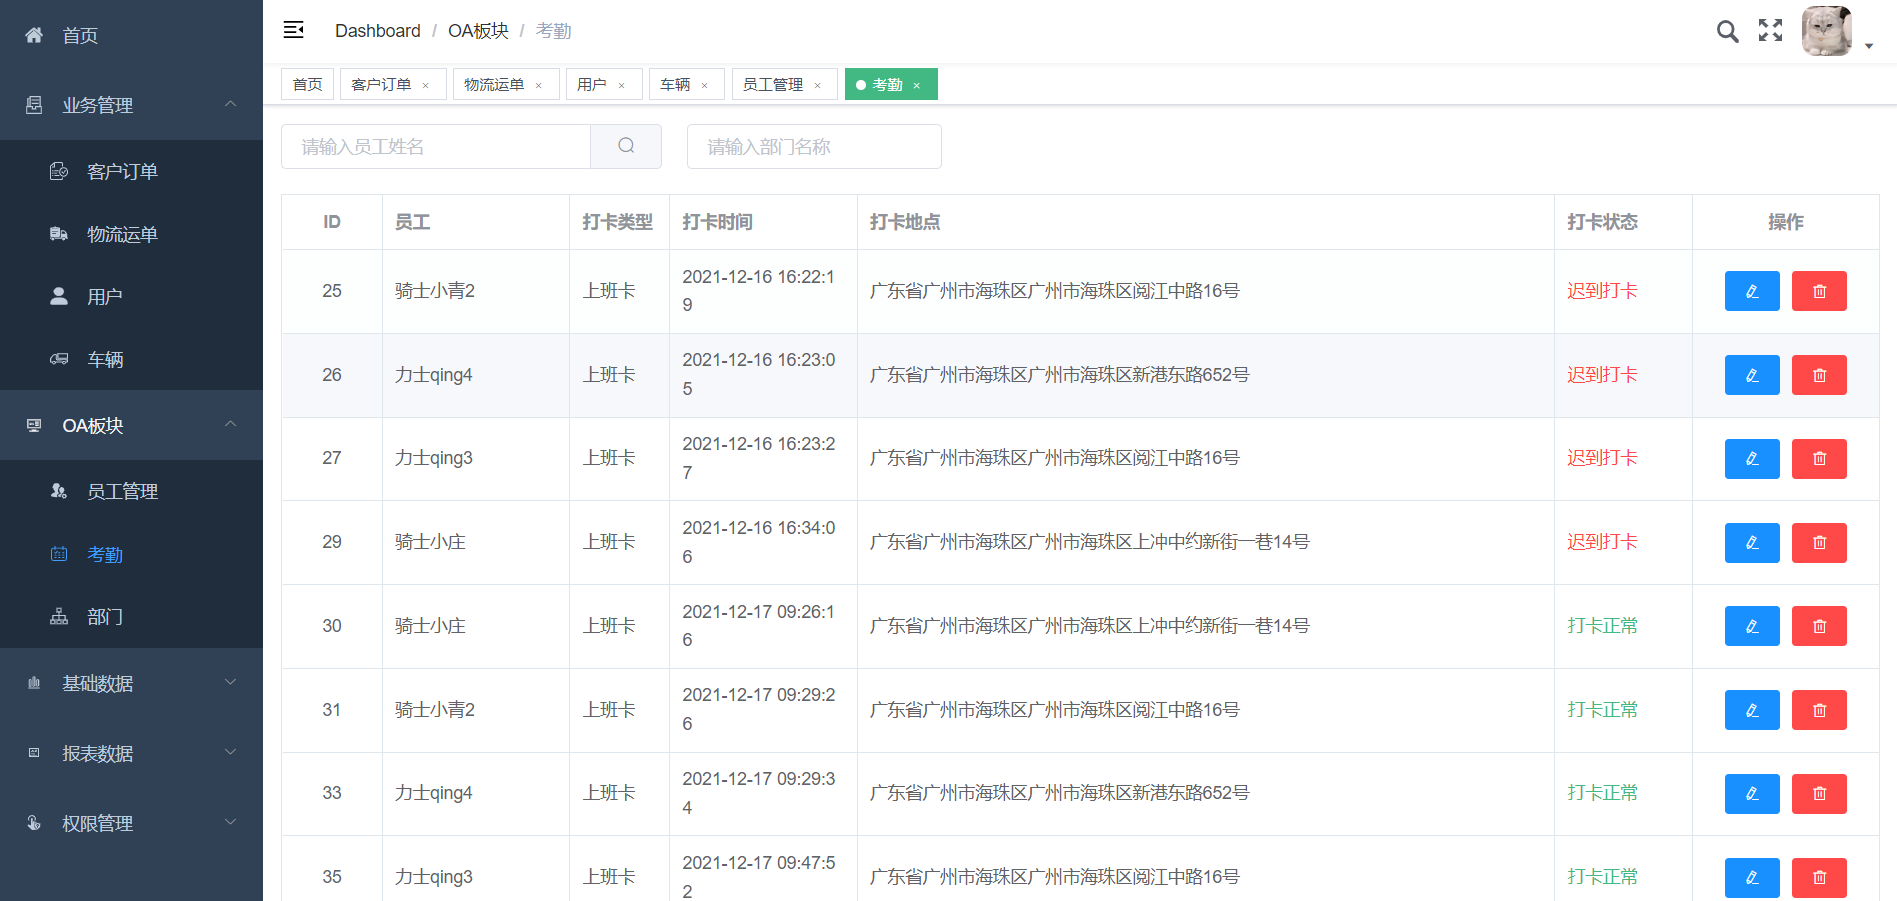 首页
业务管理
客户订单
物流运单
用户
车辆
OA板块
员工管理
考勤
部门
基础数据
报表数据
权限管理
Dashboard / OA板块 / 考勤
首页 客户订单 × 物流运单 × 用户 × 车辆 × 员工管理 × 考勤 ×
请输入员工姓名 请输入部门名称
ID 员工 打卡类型 打卡时间 打卡地点 打卡状态 操作
25 骑士小青2 上班卡 2021-12-16 16:22:1 广东省广州市海珠区广州市海珠区阅江中路16号 迟到打卡
9
26 力士qing4 上班卡 2021-12-16 16:23:0 广东省广州市海珠区广州市海珠区新港东路652号 迟到打卡
5
27 力士qing3 上班卡 2021-12-16 16:23:2 广东省广州市海珠区广州市海珠区阅江中路16号 迟到打卡
7
29 骑士小庄 上班卡 2021-12-16 16:34:0 广东省广州市海珠区广州市海珠区上冲中约新街一巷14号 迟到打卡
6
30 骑士小庄 上班卡 2021-12-17 09:26:1 广东省广州市海珠区广州市海珠区上冲中约新街一巷14号 打卡正常
6
31 骑士小青2 上班卡 2021-12-17 09:29:2 广东省广州市海珠区广州市海珠区阅江中路16号 打卡正常
6
33 力士qing4 上班卡 2021-12-17 09:29:3 广东省广州市海珠区广州市海珠区新港东路652号 打卡正常
4
35 力士qing3 上班卡 2021-12-17 09:47:5 广东省广州市海珠区广州市海珠区阅江中路16号 打卡正常
2